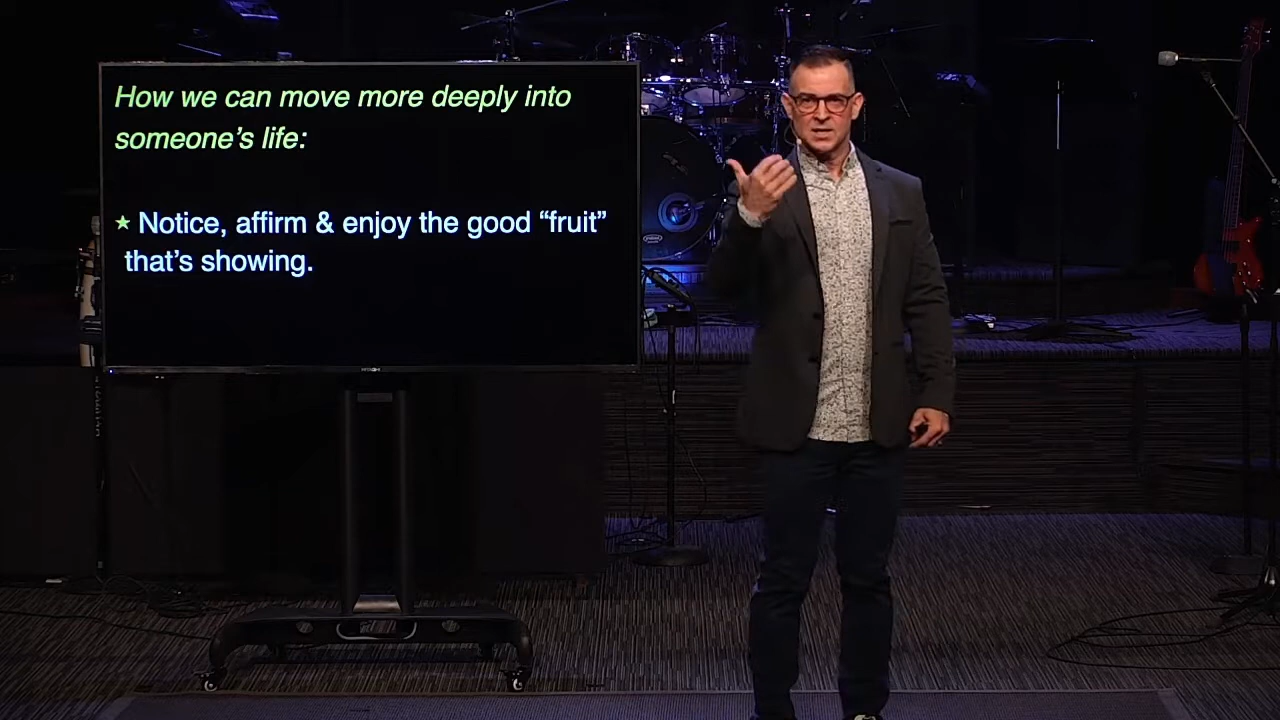 How we can move more deeply into
someone’s life:
★ Notice, affirm & enjoy the good “fruit”
that’s showing.